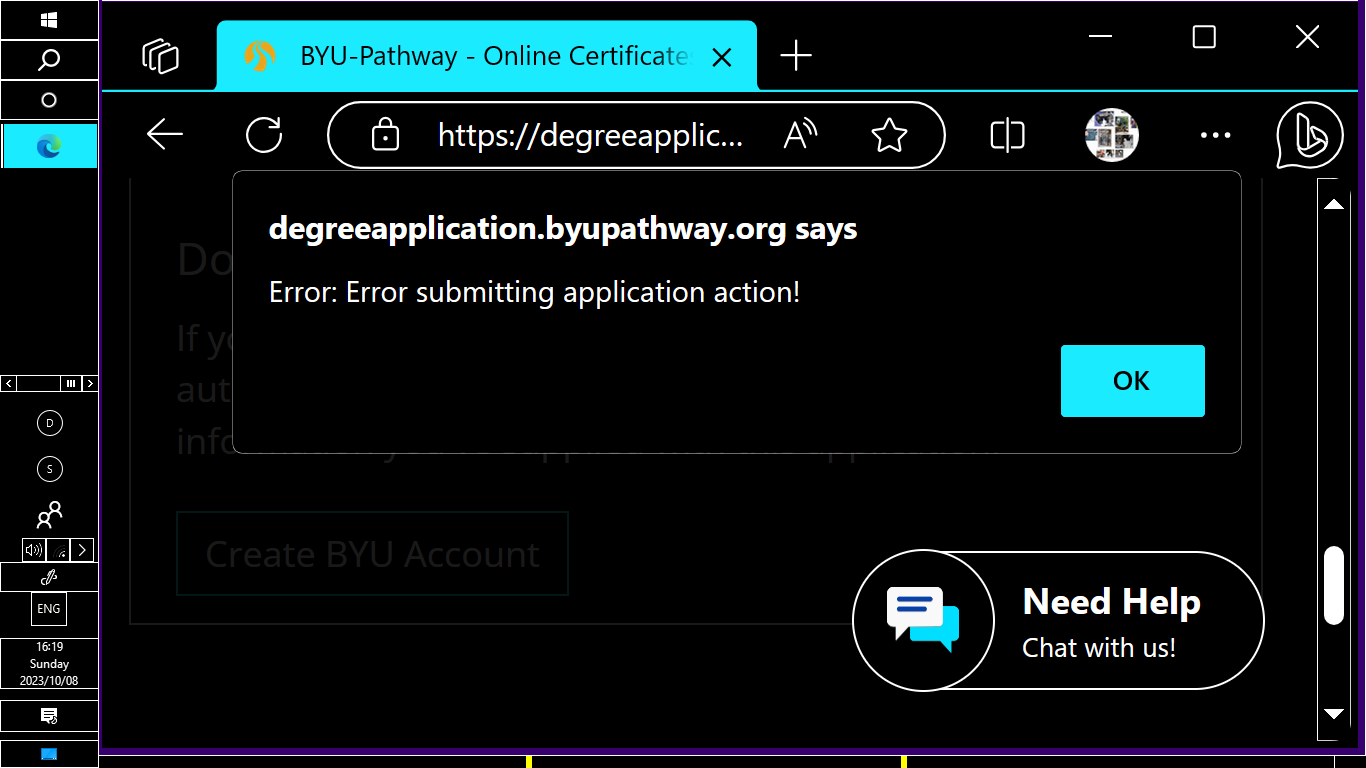 BYU-Pathway - Online Certificate
https://degreeapplic...
degreeapplication.byupathway.org says
Error: Error submitting application action!
OK
Do
If yo
aut
info
Create BYU Account
Need Help
Chat with us!
D
S
ENG
16:19
Sunday
2023/10/08